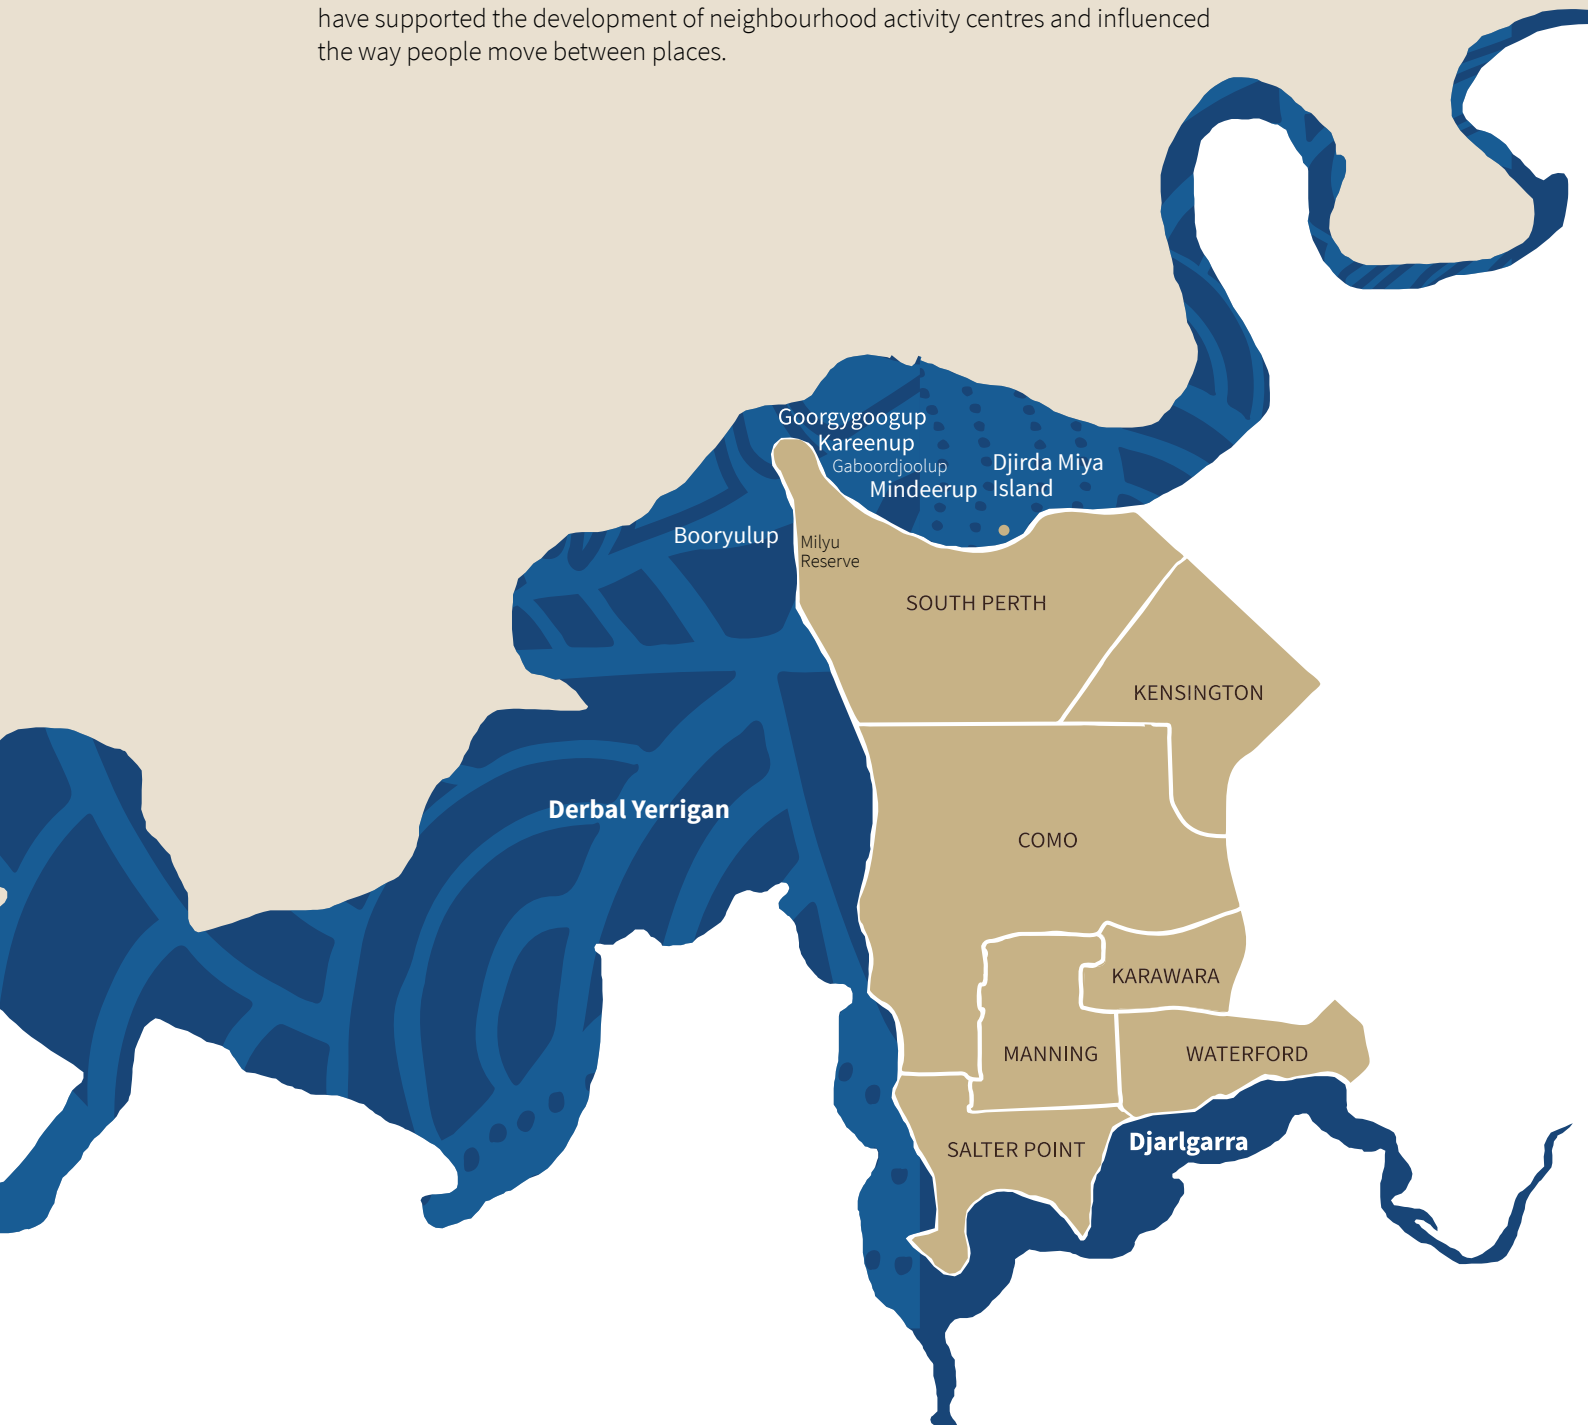 have supported the development of neighbourhood activity centres and influenced
the way people move between places.
Goorgygoogup
Kareenup
Gaboordjoolup
Mindeerup
Djirda Miya
Island
Booryulup
Milyu
Reserve
SOUTH PERTH
KENSINGTON
Derbal Yerrigan
COMO
KARAWARA
MANNING
WATERFORD
SALTER POINT
Djarlgarra